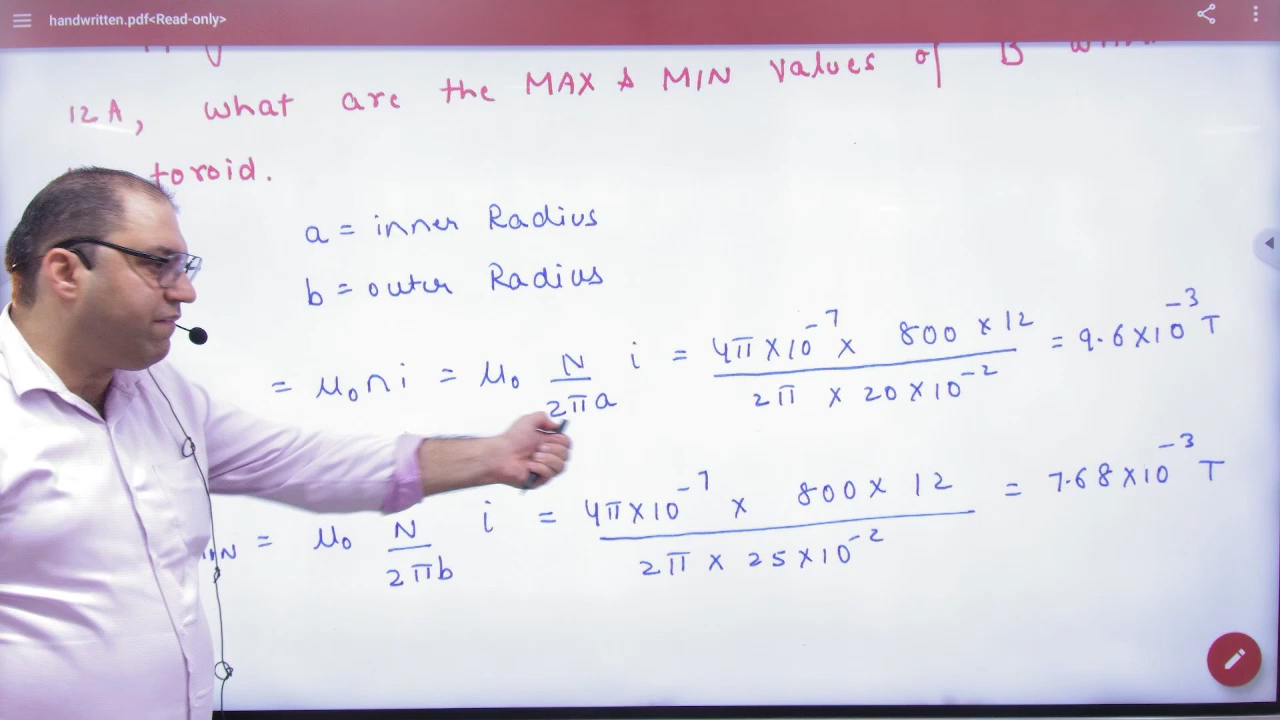 handwritten.pdf<Read-only>
12A, what are the MAX & MIN values of B
toroid.
a = inner Radius
b = outer Radius
= μ₀ni = μ₀ N/2πa i = 4π×10⁻⁷ × 800 × 12 / 2π × 20×10⁻² = 9.6×10⁻³ T
MIN = μ₀ N/2πb i = 4π×10⁻⁷ × 800 × 12 / 2π × 25×10⁻² = 7.68×10⁻³ T